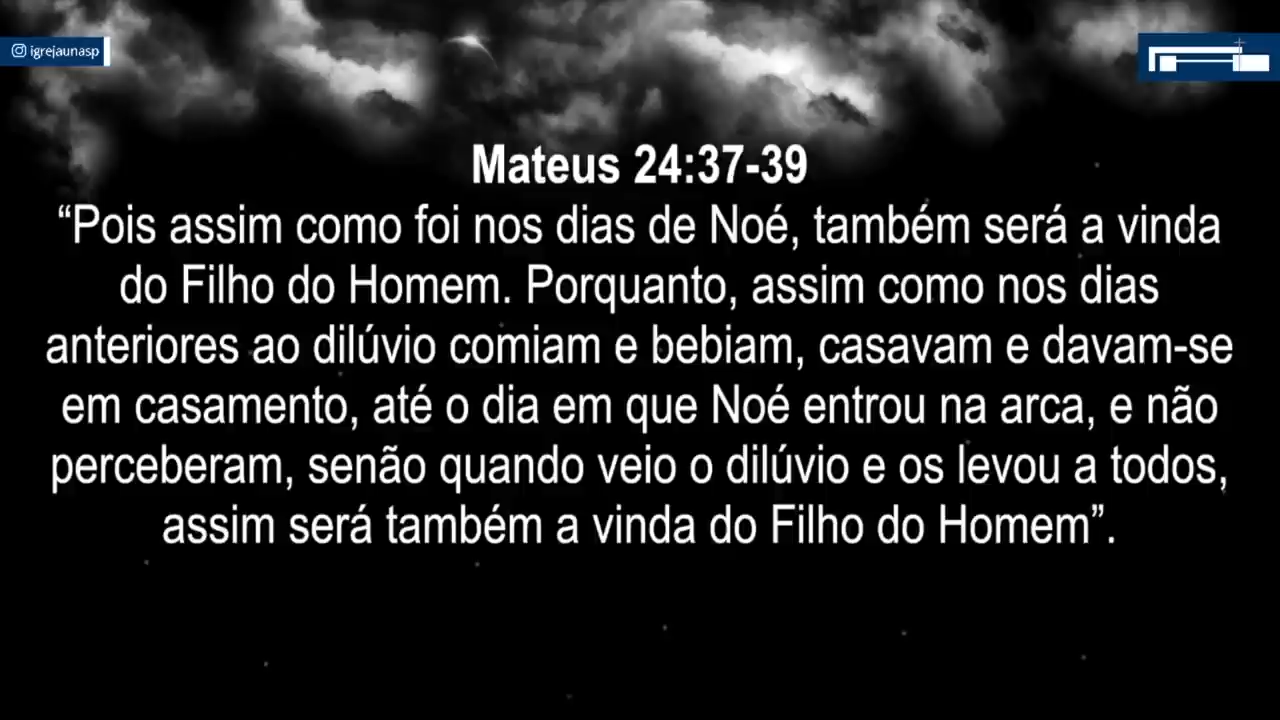 igrejaunasp
Mateus 24:37-39
“Pois assim como foi nos dias de Noé, também será a vinda
do Filho do Homem. Porquanto, assim como nos dias
anteriores ao dilúvio comiam e bebiam, casavam e davam-se
em casamento, até o dia em que Noé entrou na arca, e não
perceberam, senão quando veio o dilúvio e os levou a todos,
assim será também a vinda do Filho do Homem”.